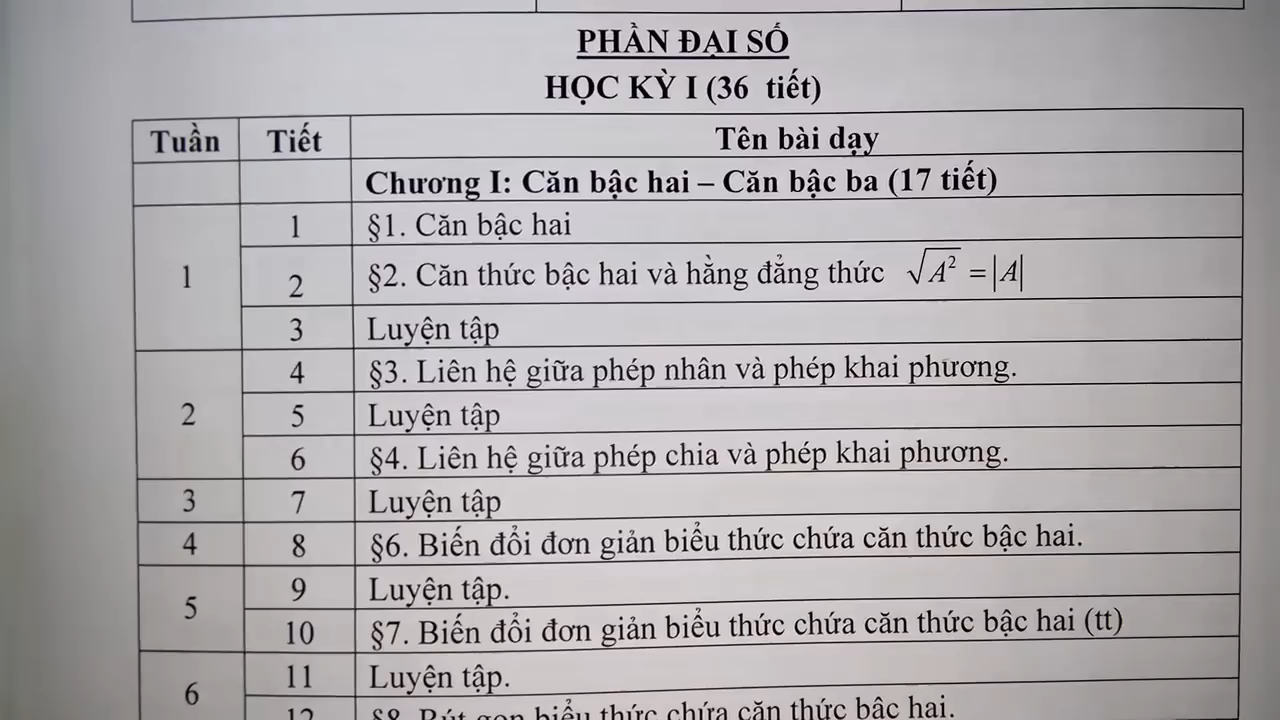 PHẦN ĐẠI SỐ
HỌC KỲ I (36 tiết)
Tuần Tiết Tên bài dạy
Chương I: Căn bậc hai – Căn bậc ba (17 tiết)
1 1 §1. Căn bậc hai
2 §2. Căn thức bậc hai và hằng đẳng thức √A² = |A|
3 Luyện tập
2 4 §3. Liên hệ giữa phép nhân và phép khai phương.
5 Luyện tập
6 §4. Liên hệ giữa phép chia và phép khai phương.
3 7 Luyện tập
4 8 §6. Biến đổi đơn giản biểu thức chứa căn thức bậc hai.
5 9 Luyện tập.
10 §7. Biến đổi đơn giản biểu thức chứa căn thức bậc hai (tt)
6 11 Luyện tập.
12 §8. Rút gọn biểu thức chứa căn thức bậc hai.